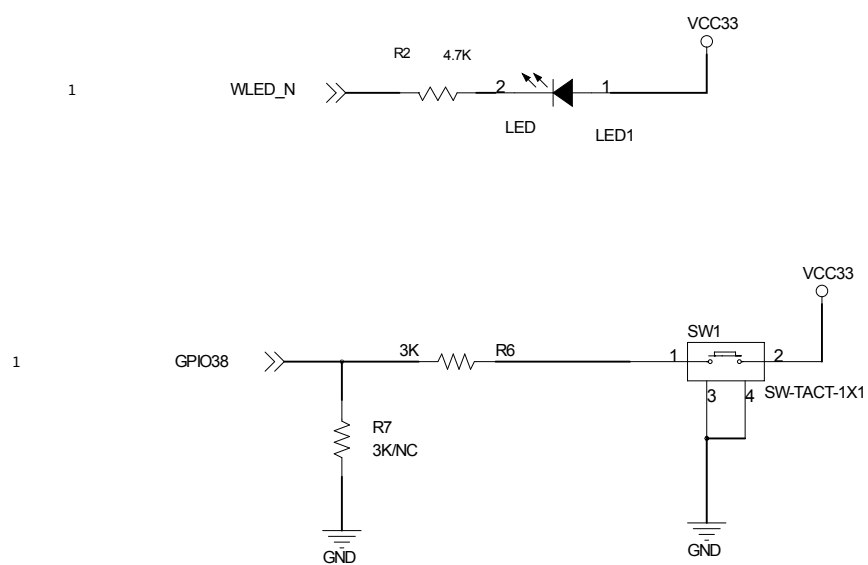 VCC33
R2 4.7K
1 WLED_N 2 1
LED LED1
VCC33
SW1
1 GPIO38 3K R6 1 2
3 4 SW-TACT-1X1
R7
3K/NC
GND GND